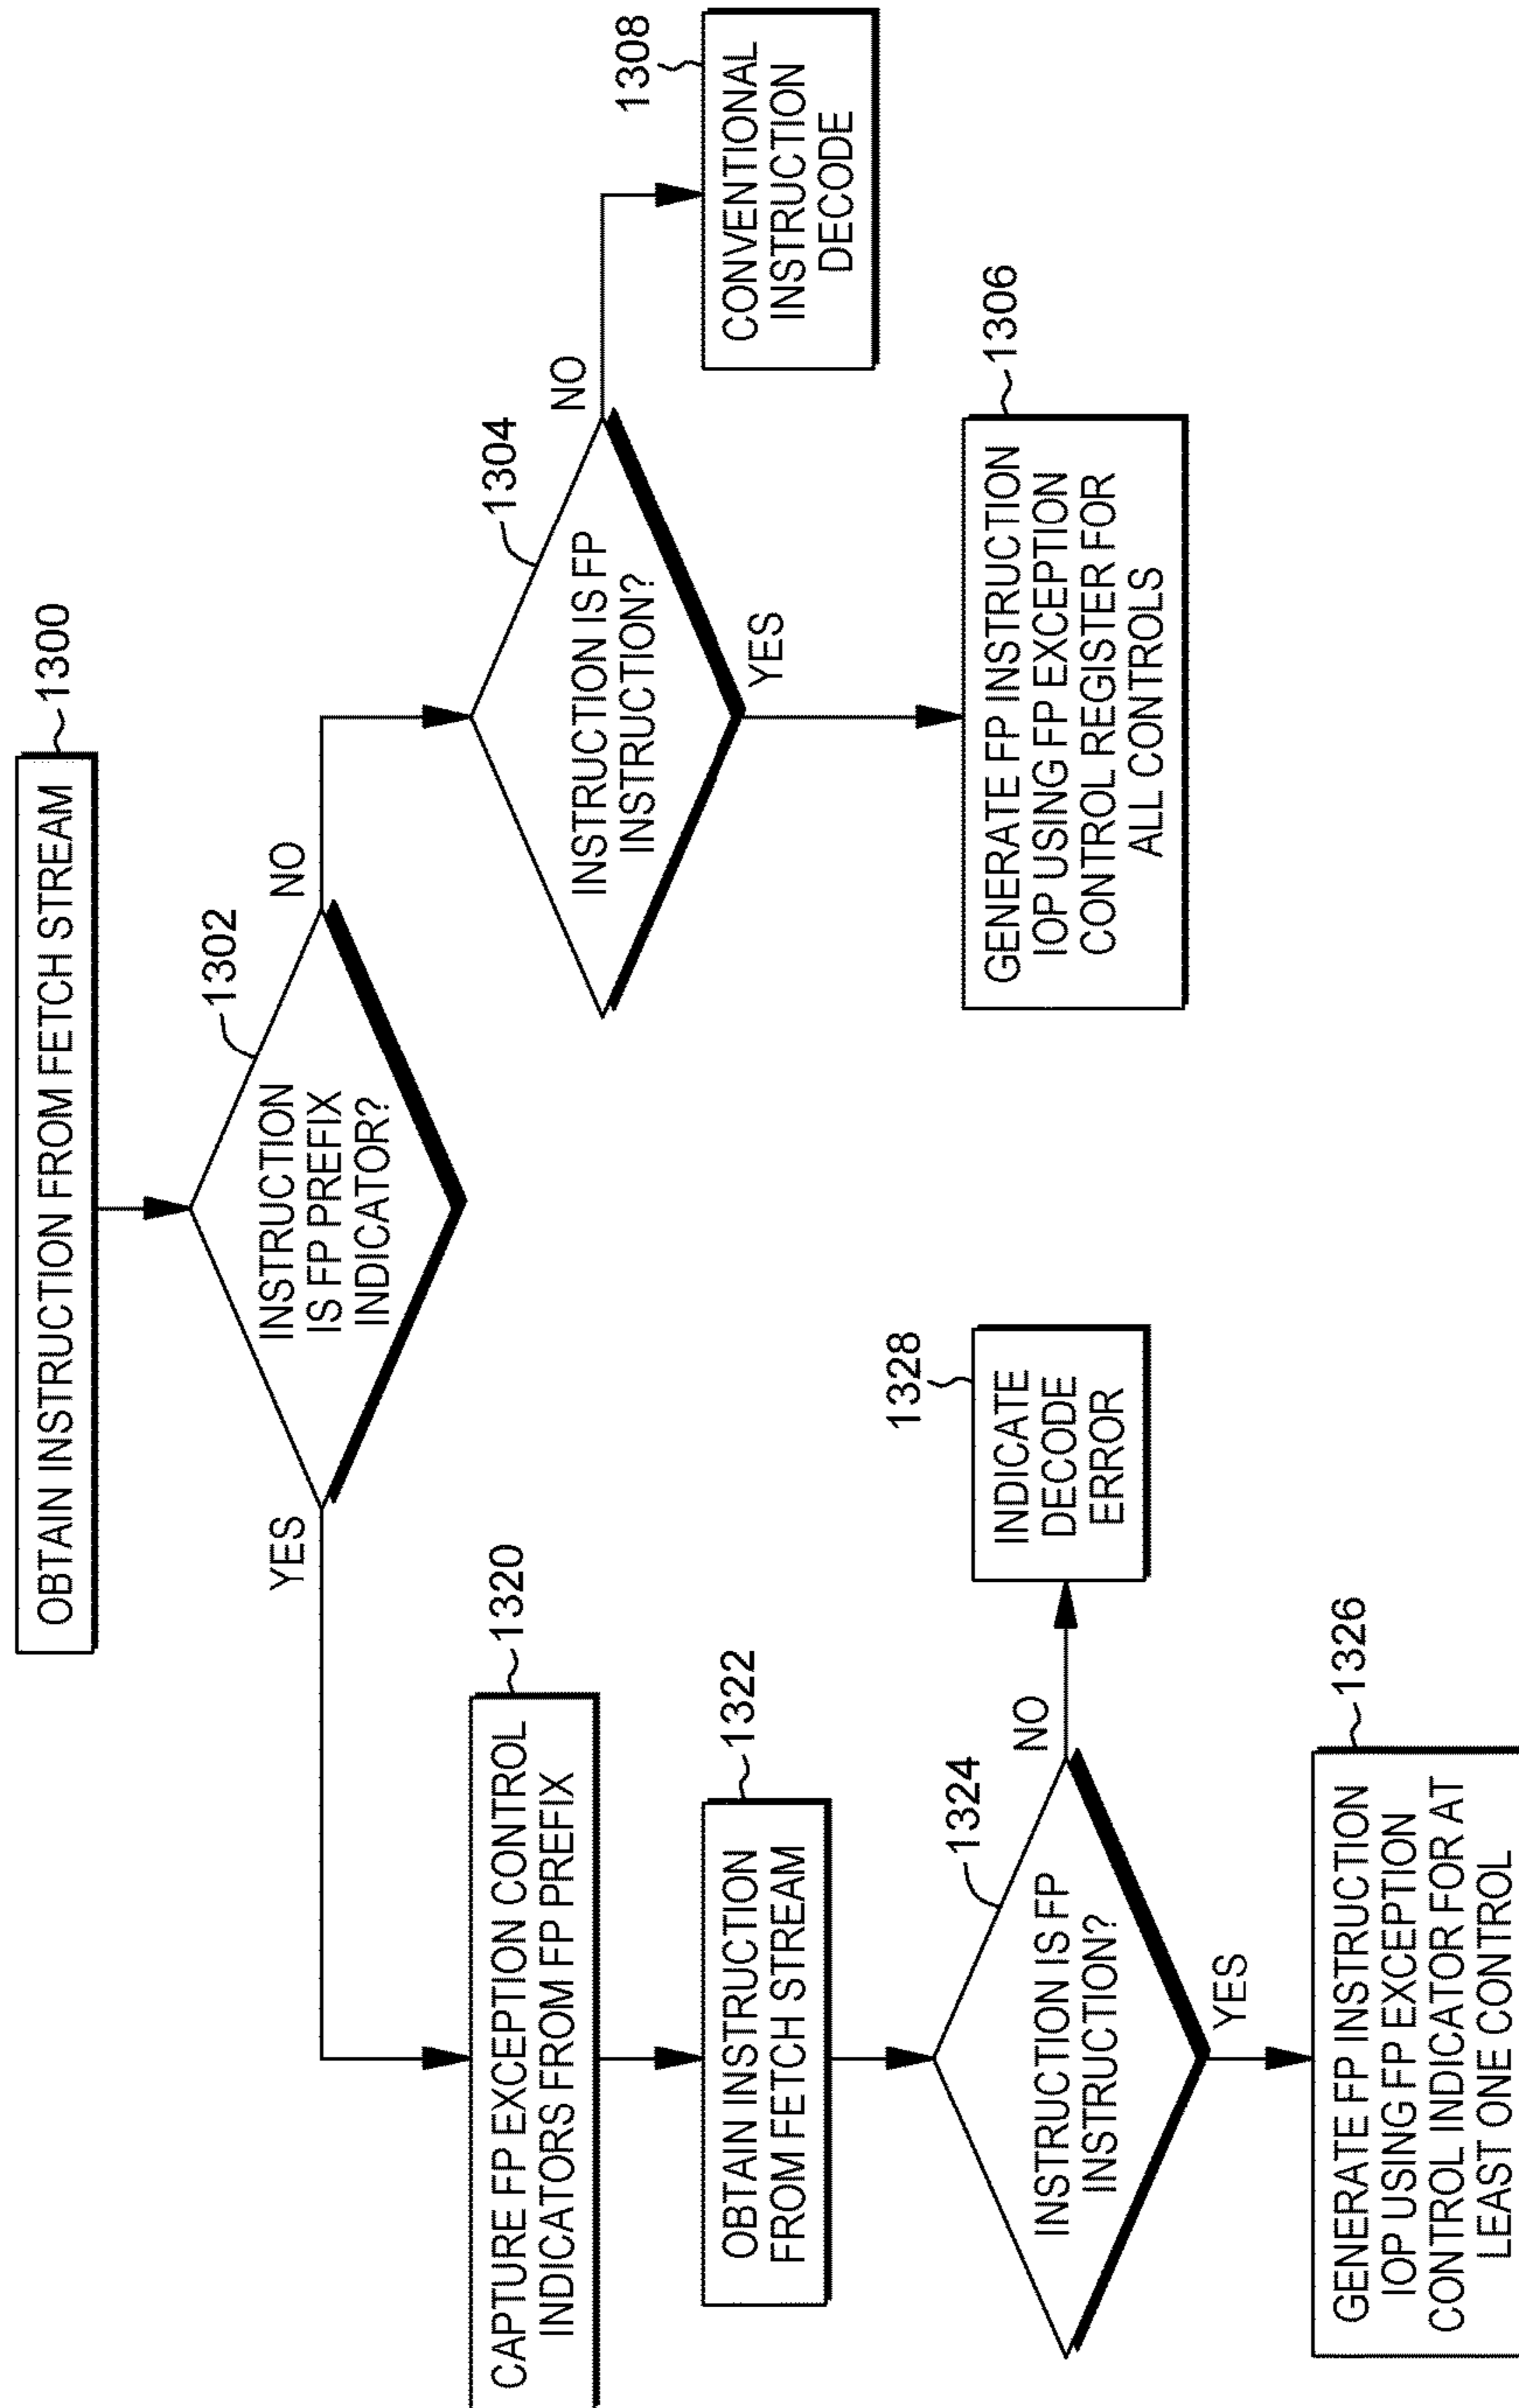 OBTAIN INSTRUCTION FROM FETCH STREAM
1300
INSTRUCTION
IS FP PREFIX
INDICATOR?
1302
YES
NO
CAPTURE FP EXCEPTION CONTROL
INDICATORS FROM FP PREFIX
1320
OBTAIN INSTRUCTION
FROM FETCH STREAM
1322
INSTRUCTION IS FP
INSTRUCTION?
1324
NO
INDICATE
DECODE
ERROR
1328
YES
GENERATE FP INSTRUCTION
IOP USING FP EXCEPTION
CONTROL INDICATOR FOR AT
LEAST ONE CONTROL
1326
INSTRUCTION IS FP
INSTRUCTION?
1304
NO
CONVENTIONAL
INSTRUCTION
DECODE
1308
YES
GENERATE FP INSTRUCTION
IOP USING FP EXCEPTION
CONTROL REGISTER FOR
ALL CONTROLS
1306